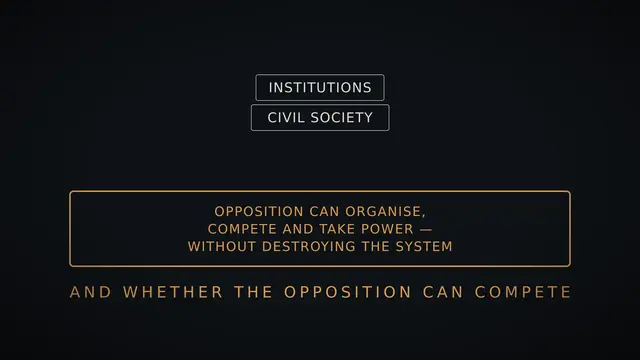 INSTITUTIONS
CIVIL SOCIETY
OPPOSITION CAN ORGANISE,
COMPETE AND TAKE POWER —
WITHOUT DESTROYING THE SYSTEM
AND WHETHER THE OPPOSITION CAN COMPETE